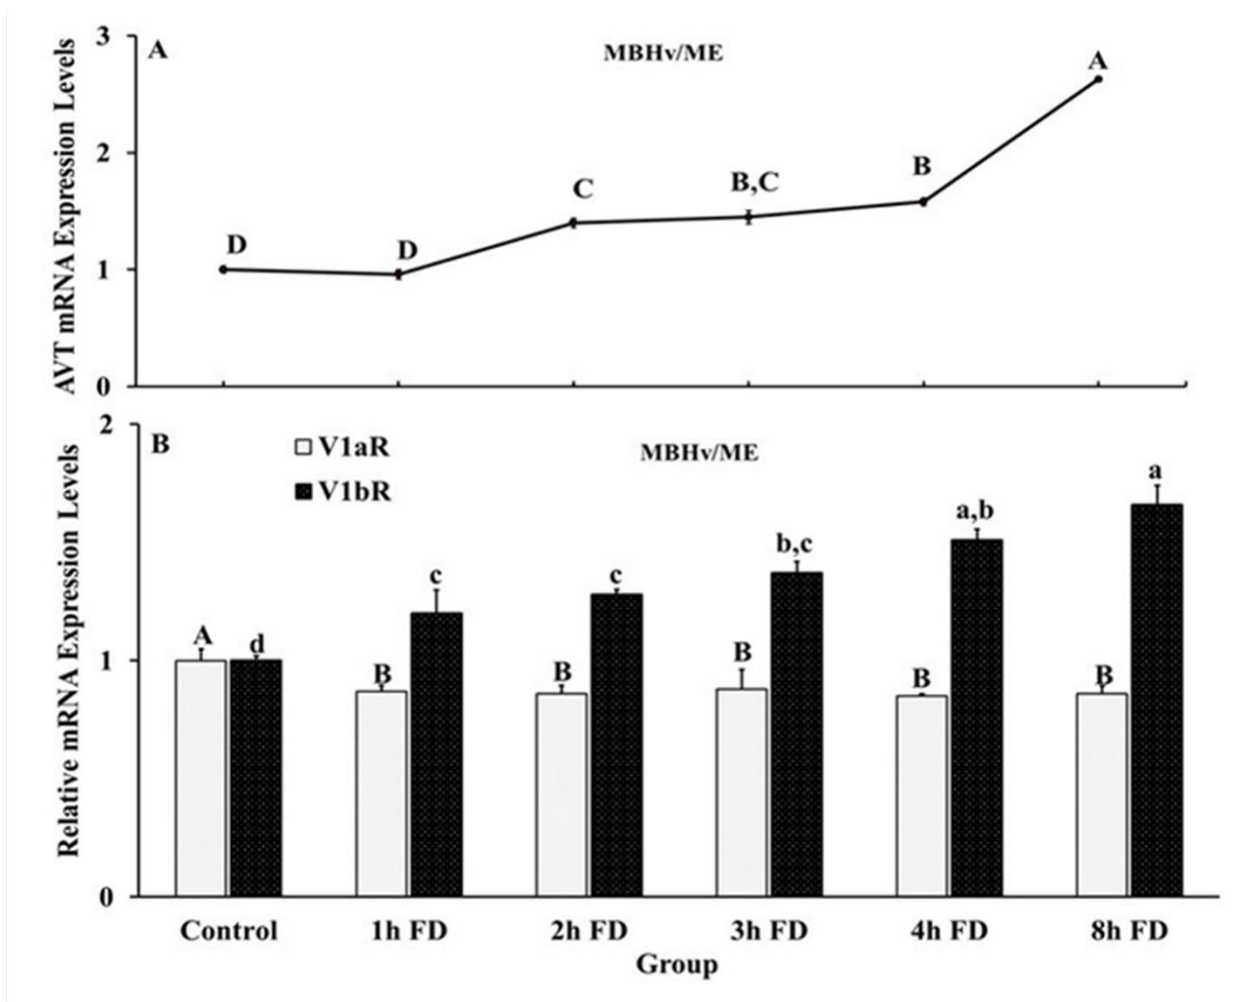 A
MBHv/ME
AVT mRNA Expression Levels
3
2
1
0
D
D
C
B,C
B
A
B
V1aR
V1bR
MBHv/ME
Relative mRNA Expression Levels
2
1
0
A
d
B
c
B
c
B
b,c
B
a,b
B
a
Control
1h FD
2h FD
3h FD
4h FD
8h FD
Group